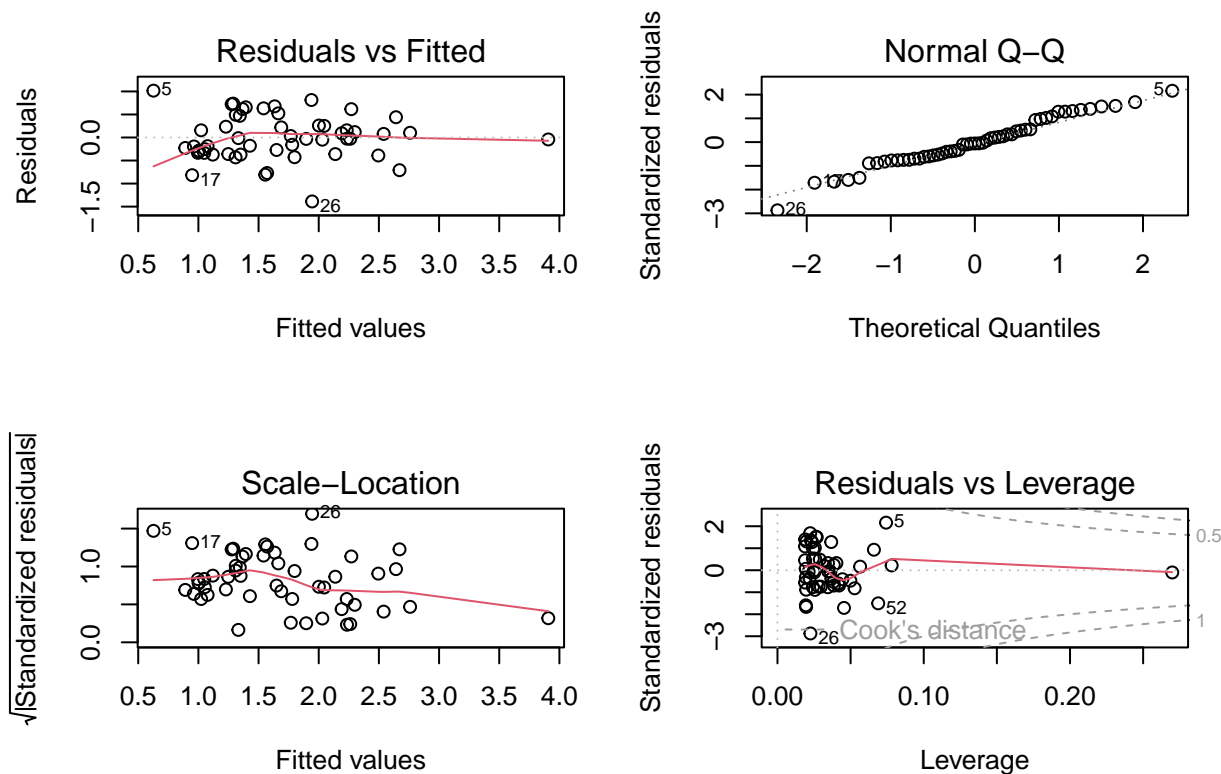 Residuals vs Fitted
Residuals
0.0
−1.5
5
17
26
0.5 1.0 1.5 2.0 2.5 3.0 3.5 4.0
Fitted values
Normal Q−Q
Standardized residuals
2
0
−3
5
17
26
−2 −1 0 1 2
Theoretical Quantiles
Scale−Location
√|Standardized residuals|
1.0
0.0
5
17
26
0.5 1.0 1.5 2.0 2.5 3.0 3.5 4.0
Fitted values
Residuals vs Leverage
Standardized residuals
2
0
−3
5
52
26
Cook's distance
0.5
1
0.00 0.10 0.20
Leverage